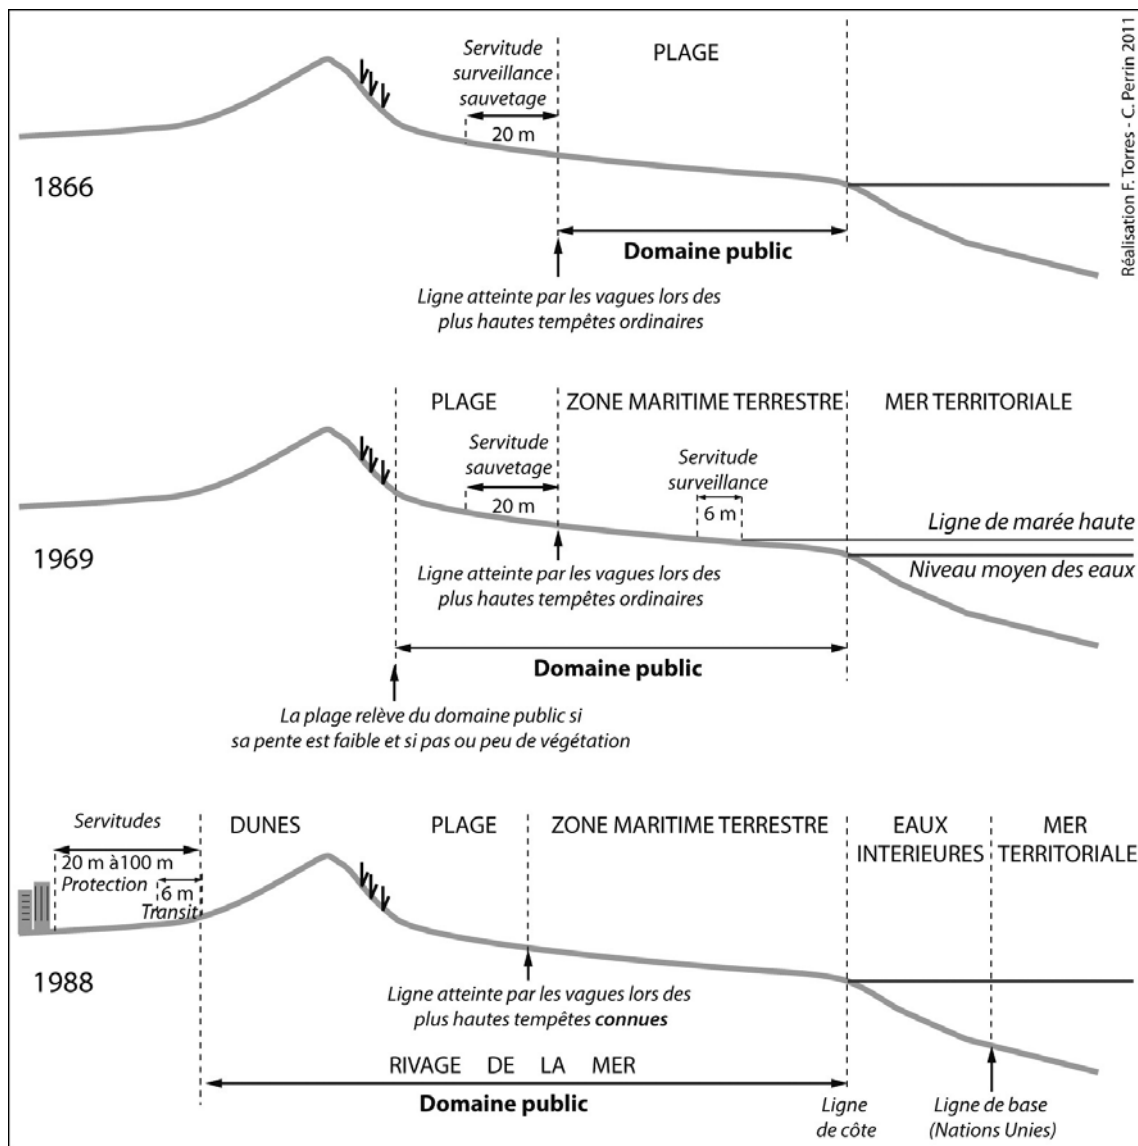 Servitude
surveillance
sauvetage
20 m
PLAGE
1866
Domaine public
Ligne atteinte par les vagues lors des
plus hautes tempêtes ordinaires
Réalisation F. Torres - C. Perrin 2011
PLAGE
ZONE MARITIME TERRESTRE
MER TERRITORIALE
Servitude
sauvetage
20 m
Servitude
surveillance
6 m
Ligne de marée haute
Niveau moyen des eaux
1969
Ligne atteinte par les vagues lors des
plus hautes tempêtes ordinaires
Domaine public
La plage relève du domaine public si
sa pente est faible et si pas ou peu de végétation
Servitudes
20 m à100 m
Protection
6 m
Transit
DUNES
PLAGE
ZONE MARITIME TERRESTRE
EAUX
INTERIEURES
MER
TERRITORIALE
1988
Ligne atteinte par les vagues lors des
plus hautes tempêtes connues
RIVAGE DE LA MER
Domaine public
Ligne
de côte
Ligne de base
(Nations Unies)